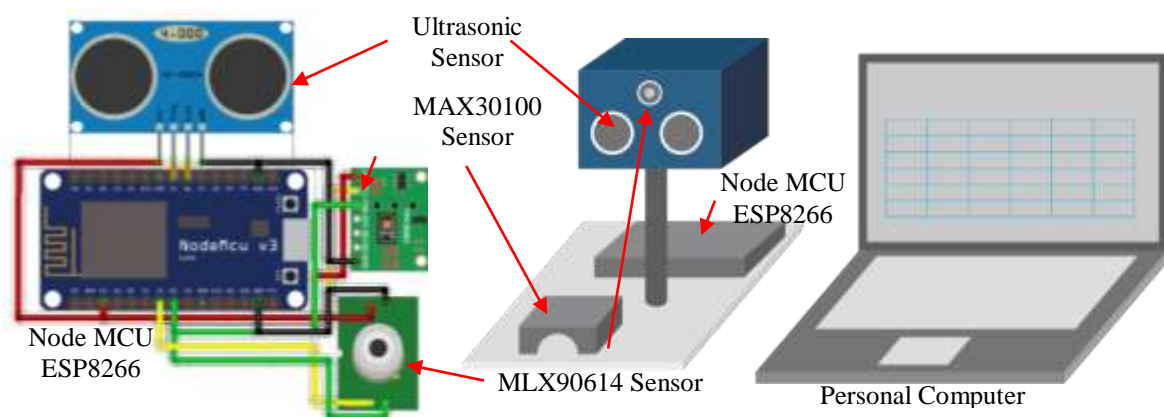 Ultrasonic
Sensor
MAX30100
Sensor
Node MCU
ESP8266
NodeMcu v3
Node MCU
ESP8266
MLX90614 Sensor
Personal Computer